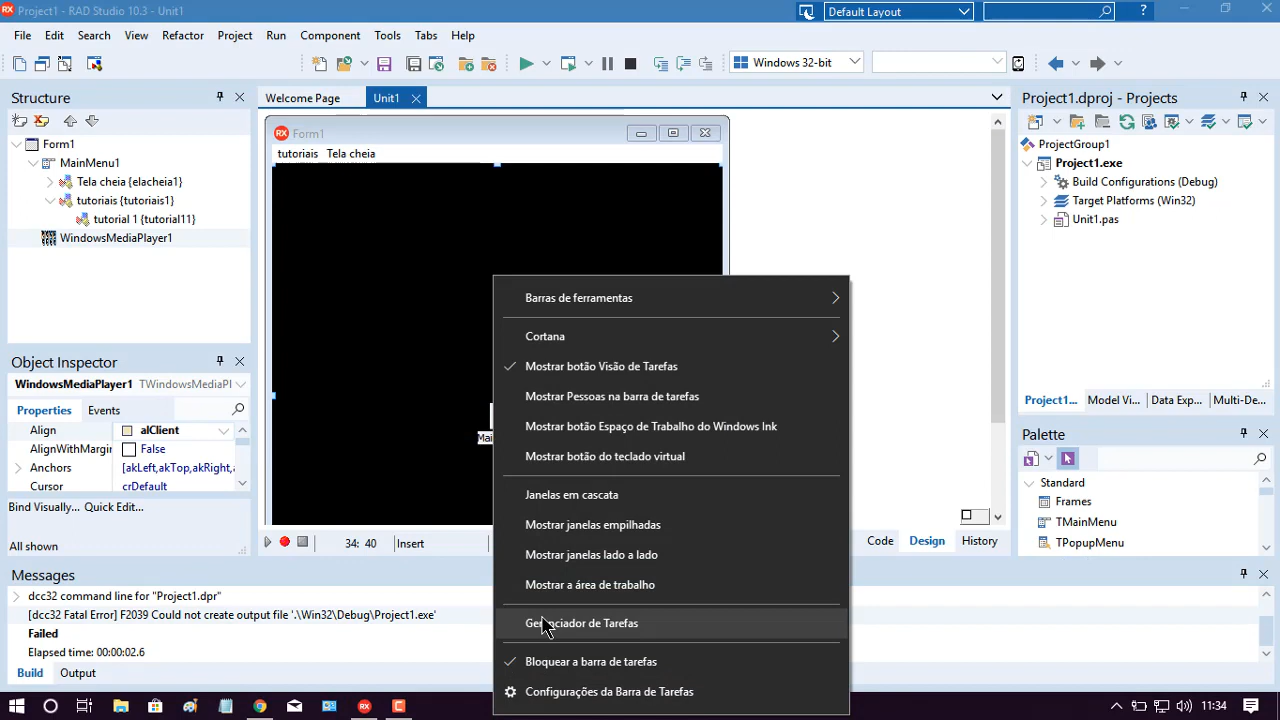 Project1 - RAD Studio 10.3 - Unit1
Default Layout
?
File Edit Search View Refactor Project Run Component Tools Tabs Help
Windows 32-bit
Structure
Form1
MainMenu1
Tela cheia {elacheia1}
tutoriais {tutoriais1}
tutorial 1 {tutorial11}
WindowsMediaPlayer1
Object Inspector
WindowsMediaPlayer1 TWindowsMediaPl
Properties Events
Align alClient
AlignWithMargin False
Anchors [akLeft,akTop,akRight,a
Cursor crDefault
Bind Visually... Quick Edit...
All shown
Welcome Page Unit1
Form1
tutoriais Tela cheia
Mai
34: 40 Insert
Code Design History
Barras de ferramentas
Cortana
Mostrar botão Visão de Tarefas
Mostrar Pessoas na barra de tarefas
Mostrar botão Espaço de Trabalho do Windows Ink
Mostrar botão do teclado virtual
Janelas em cascata
Mostrar janelas empilhadas
Mostrar janelas lado a lado
Mostrar a área de trabalho
Gerenciador de Tarefas
Bloquear a barra de tarefas
Configurações da Barra de Tarefas
Project1.dproj - Projects
ProjectGroup1
Project1.exe
Build Configurations (Debug)
Target Platforms (Win32)
Unit1.pas
Project1... Model Vi... Data Exp... Multi-De...
Palette
Standard
Frames
TMainMenu
TPopupMenu
Messages
dcc32 command line for "Project1.dpr"
[dcc32 Fatal Error] F2039 Could not create output file '.\Win32\Debug\Project1.exe'
Failed
Elapsed time: 00:00:02.6
Build Output
11:34